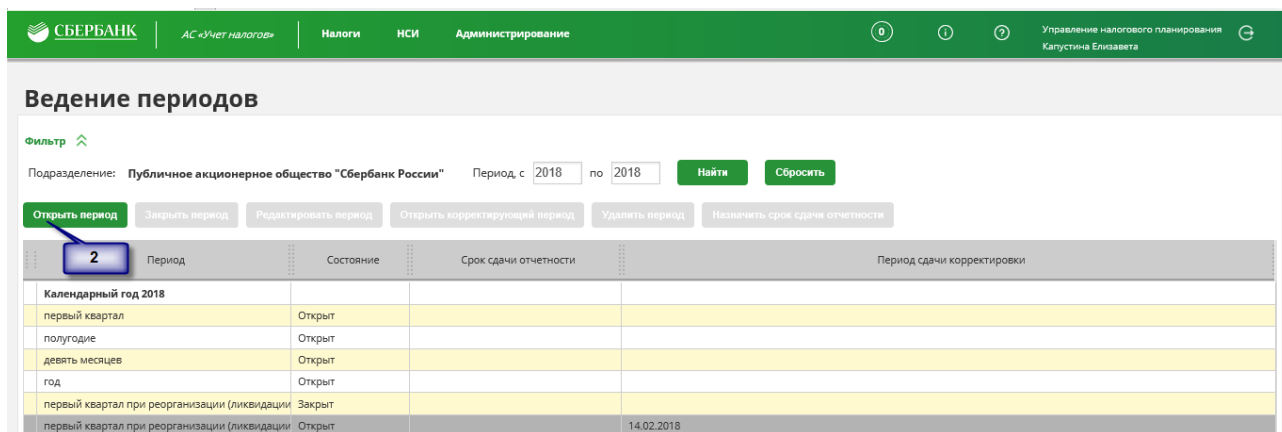 СБЕРБАНК АС «Учет налогов» Налоги НСИ Администрирование 0 i ? Управление налогового планирования
Капустина Елизавета
Ведение периодов
Фильтр
Подразделение: Публичное акционерное общество "Сбербанк России" Период, с 2018 по 2018 Найти Сбросить
Открыть период Закрыть период Редактировать период Открыть корректирующий период Удалить период Назначить срок сдачи отчетности
2 Период Состояние Срок сдачи отчетности Период сдачи корректировки
Календарный год 2018
первый квартал Открыт
полугодие Открыт
девять месяцев Открыт
год Открыт
первый квартал при реорганизации (ликвидации Закрыт
первый квартал при реорганизации (ликвидации Открыт 14.02.2018